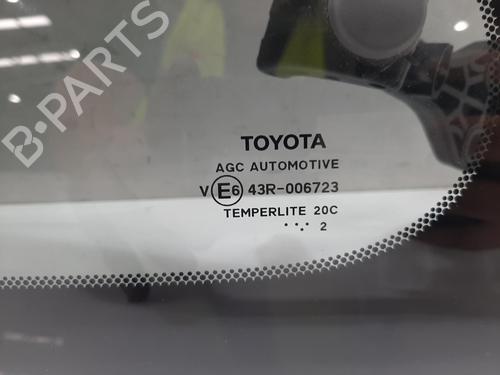 B-PARTS
TOYOTA
AGC AUTOMOTIVE
V E6 43R-006723
TEMPERLITE 20C
2